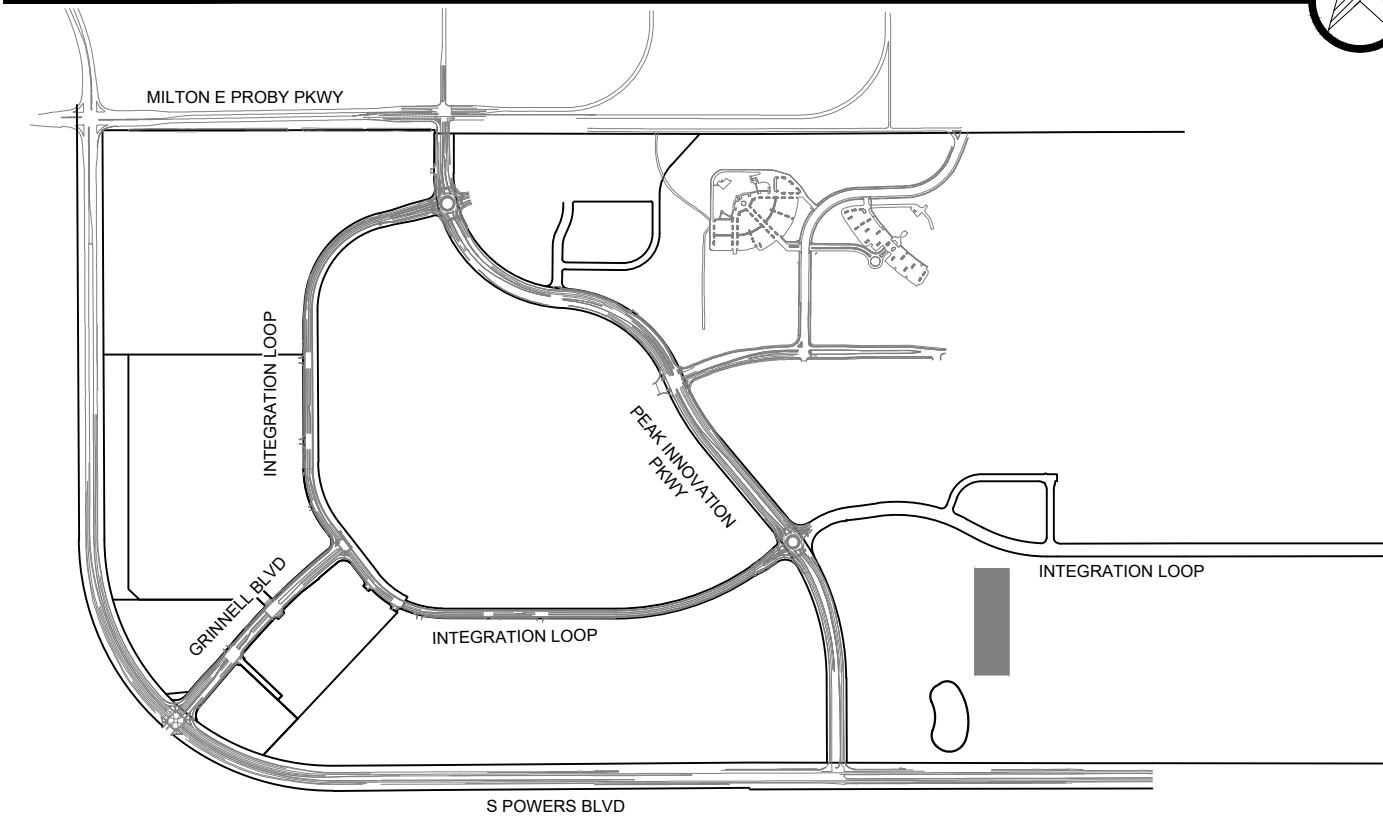 MILTON E PROBY PKWY
INTEGRATION LOOP
PEAK INNOVATION
PKWY
GRINNELL BLVD
INTEGRATION LOOP
INTEGRATION LOOP
S POWERS BLVD